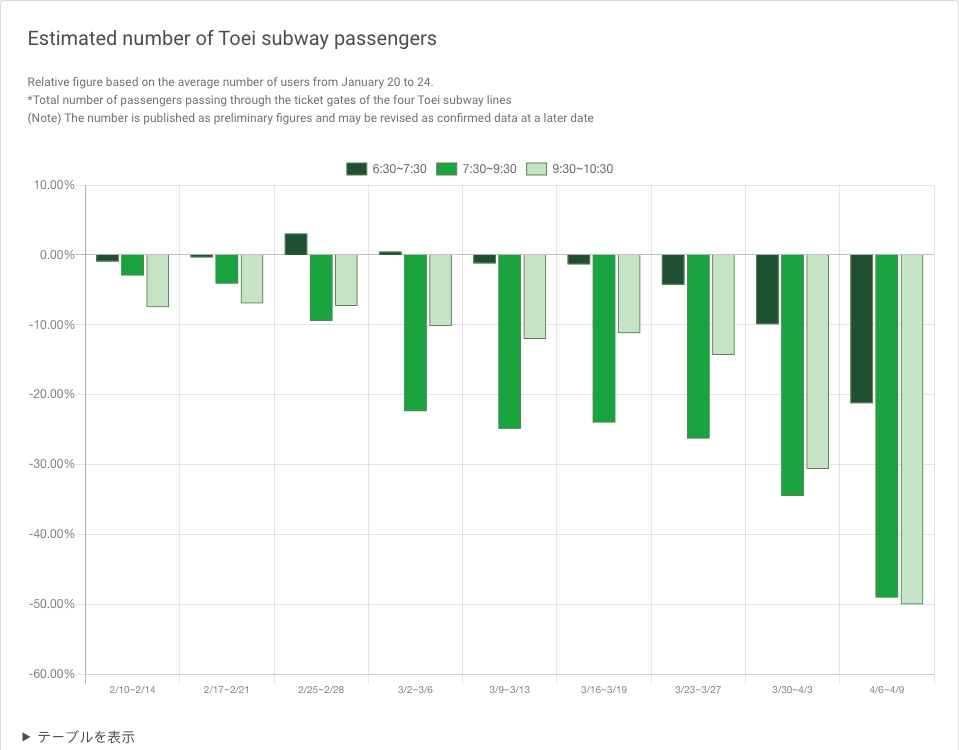 Estimated number of Toei subway passengers
Relative figure based on the average number of users from January 20 to 24.
*Total number of passengers passing through the ticket gates of the four Toei subway lines
(Note) The number is published as preliminary figures and may be revised as confirmed data at a later date
6:30~7:30 7:30~9:30 9:30~10:30
10.00%
0.00%
-10.00%
-20.00%
-30.00%
-40.00%
-50.00%
-60.00%
2/10~2/14 2/17~2/21 2/25~2/28 3/2~3/6 3/9~3/13 3/16~3/19 3/23~3/27 3/30~4/3 4/6~4/9
▶ テーブルを表示